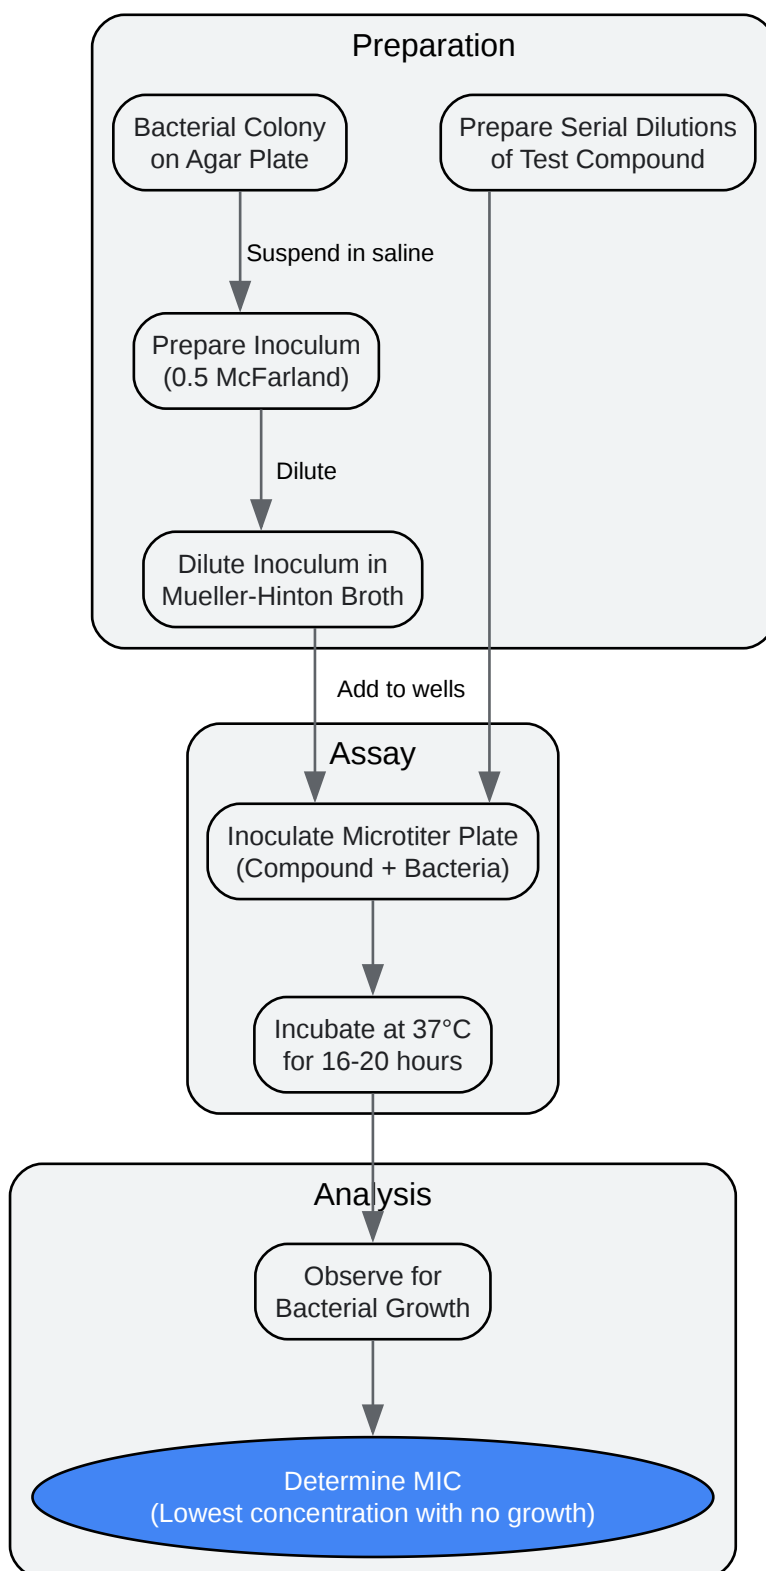 Preparation
Bacterial Colony
on Agar Plate
Prepare Serial Dilutions
of Test Compound
Suspend in saline
Prepare Inoculum
(0.5 McFarland)
Dilute
Dilute Inoculum in
Mueller-Hinton Broth
Add to wells
Assay
Inoculate Microtiter Plate
(Compound + Bacteria)
Incubate at 37°C
for 16-20 hours
Analysis
Observe for
Bacterial Growth
Determine MIC
(Lowest concentration with no growth)